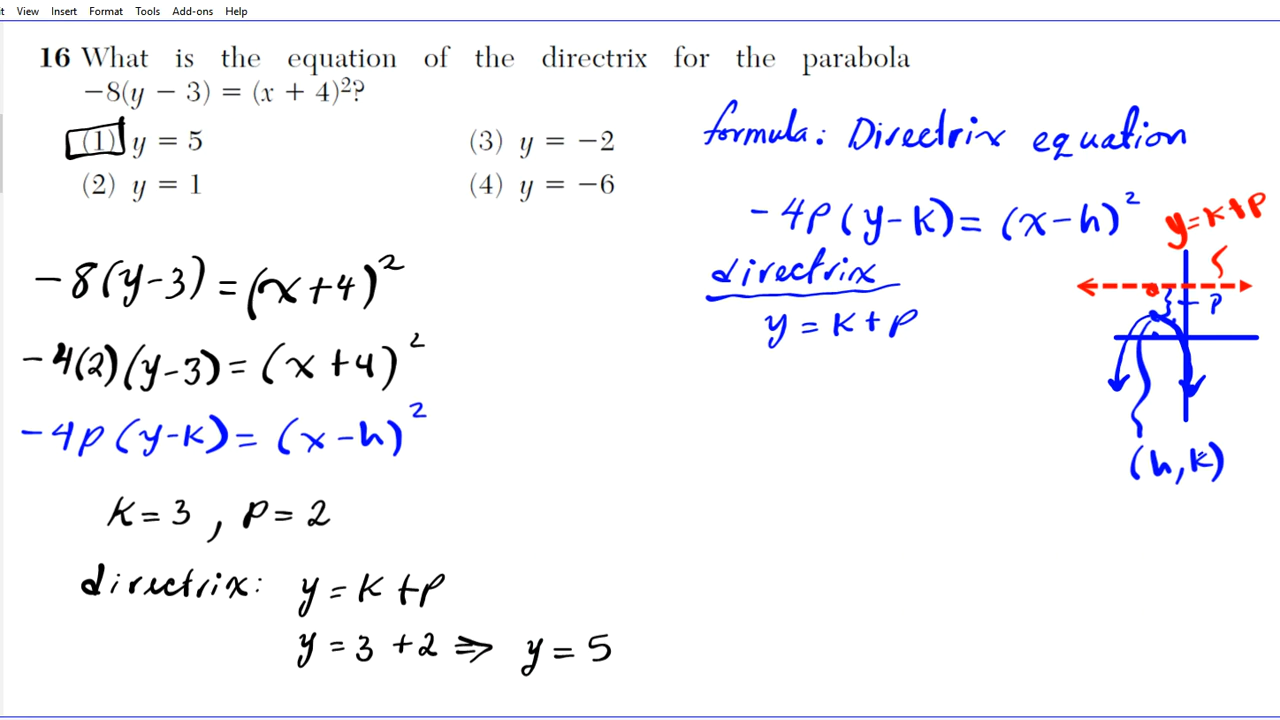 t View Insert Format Tools Add-ons Help
16 What is the equation of the directrix for the parabola
−8(y − 3) = (x + 4)²?
(1) y = 5
(3) y = −2
(2) y = 1
(4) y = −6
formula: Directrix equation
-4P(y-k)= (x-h)²
directrix
y = k+P
y=k+P
P
(h,k)
-8(y-3)=(x+4)²
-4(2)(y-3)=(x+4)²
-4p(y-k)=(x-h)²
k=3, p=2
directrix: y=k+p
y=3+2⇒ y=5